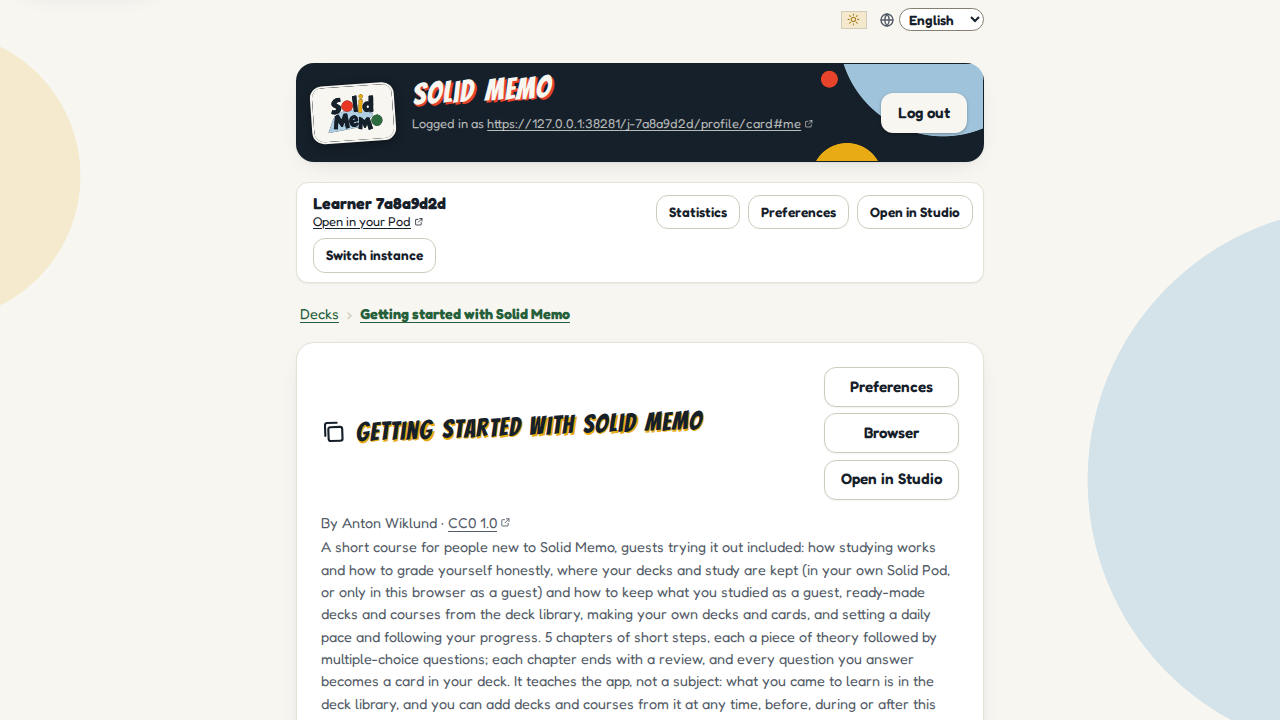 English
Solid Memo
SOLID MEMO
Logged in as https://127.0.0.1:38281/j-7a8a9d2d/profile/card#me
Log out
Learner 7a8a9d2d
Open in your Pod
Statistics
Preferences
Open in Studio
Switch instance
Decks › Getting started with Solid Memo
GETTING STARTED WITH SOLID MEMO
Preferences
Browser
Open in Studio
By Anton Wiklund · CC0 1.0
A short course for people new to Solid Memo, guests trying it out included: how studying works
and how to grade yourself honestly, where your decks and study are kept (in your own Solid Pod,
or only in this browser as a guest) and how to keep what you studied as a guest, ready-made
decks and courses from the deck library, making your own decks and cards, and setting a daily
pace and following your progress. 5 chapters of short steps, each a piece of theory followed by
multiple-choice questions; each chapter ends with a review, and every question you answer
becomes a card in your deck. It teaches the app, not a subject: what you came to learn is in the
deck library, and you can add decks and courses from it at any time, before, during or after this